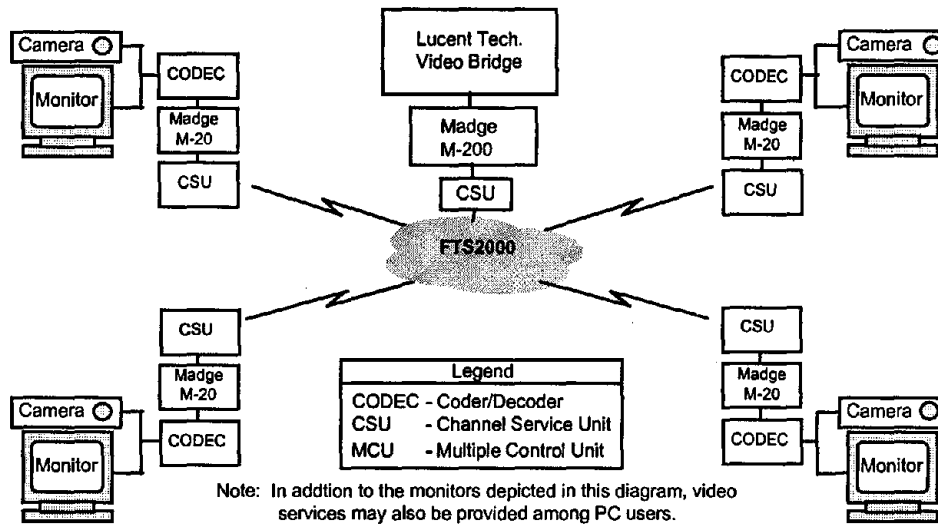 Camera
Monitor
CODEC
Madge
M-20
CSU
Lucent Tech.
Video Bridge
Madge
M-200
CSU
Camera
Monitor
CODEC
Madge
M-20
CSU
FTS2000
CSU
Madge
M-20
CODEC
Camera
Monitor
Legend
CODEC - Coder/Decoder
CSU - Channel Service Unit
MCU - Multiple Control Unit
CSU
Madge
M-20
CODEC
Camera
Monitor
Note: In addtion to the monitors depicted in this diagram, video
services may also be provided among PC users.